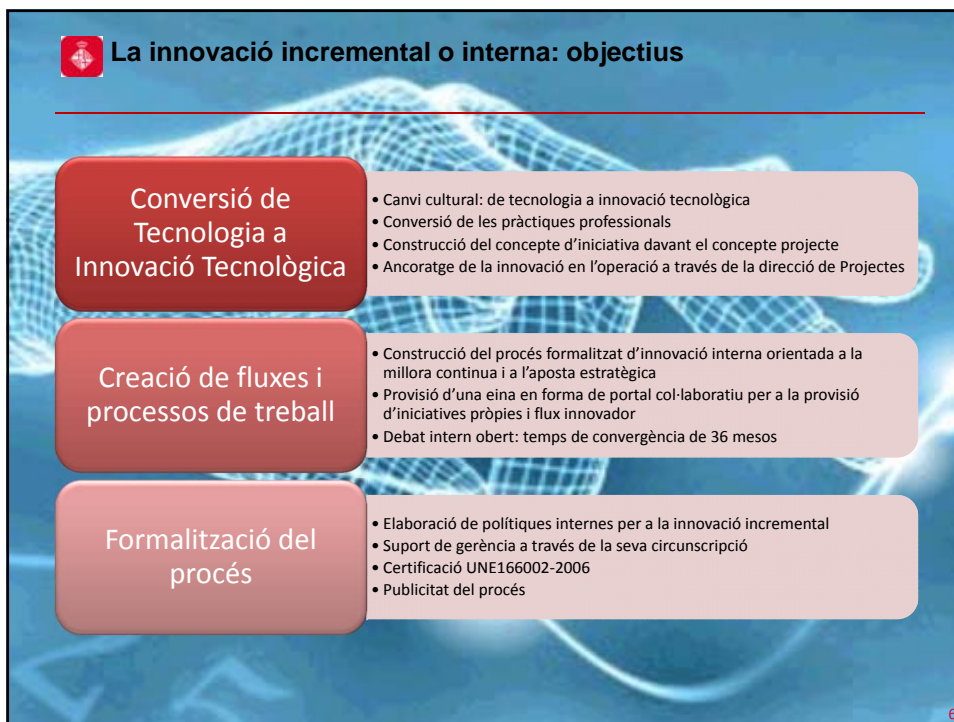 La innovació incremental o interna: objectius
Conversió de
Tecnologia a
Innovació Tecnològica
• Canvi cultural: de tecnologia a innovació tecnològica
• Conversió de les pràctiques professionals
• Construcció del concepte d'iniciativa davant el concepte projecte
• Ancoratge de la innovació en l'operació a través de la direcció de Projectes
Creació de fluxes i
processos de treball
• Construcció del procés formalitzat d'innovació interna orientada a la
millora continua i a l'aposta estratègica
• Provisió d'una eina en forma de portal col·laboratiu per a la provisió
d'iniciatives pròpies i flux innovador
• Debat intern obert: temps de convergència de 36 mesos
Formalització del
procés
• Elaboració de polítiques internes per a la innovació incremental
• Suport de gerència a través de la seva circunscripció
• Certificació UNE166002-2006
• Publicitat del procés
6